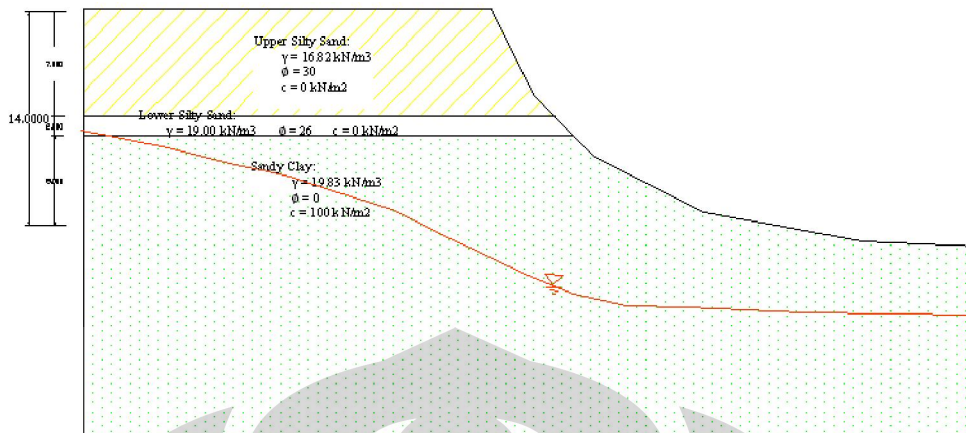 Upper Silty Sand:
γ = 16.82 kN/m3
ϕ = 30
c = 0 kN/m2
Lower Silty Sand:
14.0000
γ = 19.00 kN/m3 ϕ = 26 c = 0 kN/m2
Sandy Clay:
γ = 19.83 kN/m3
ϕ = 0
c = 100 kN/m2